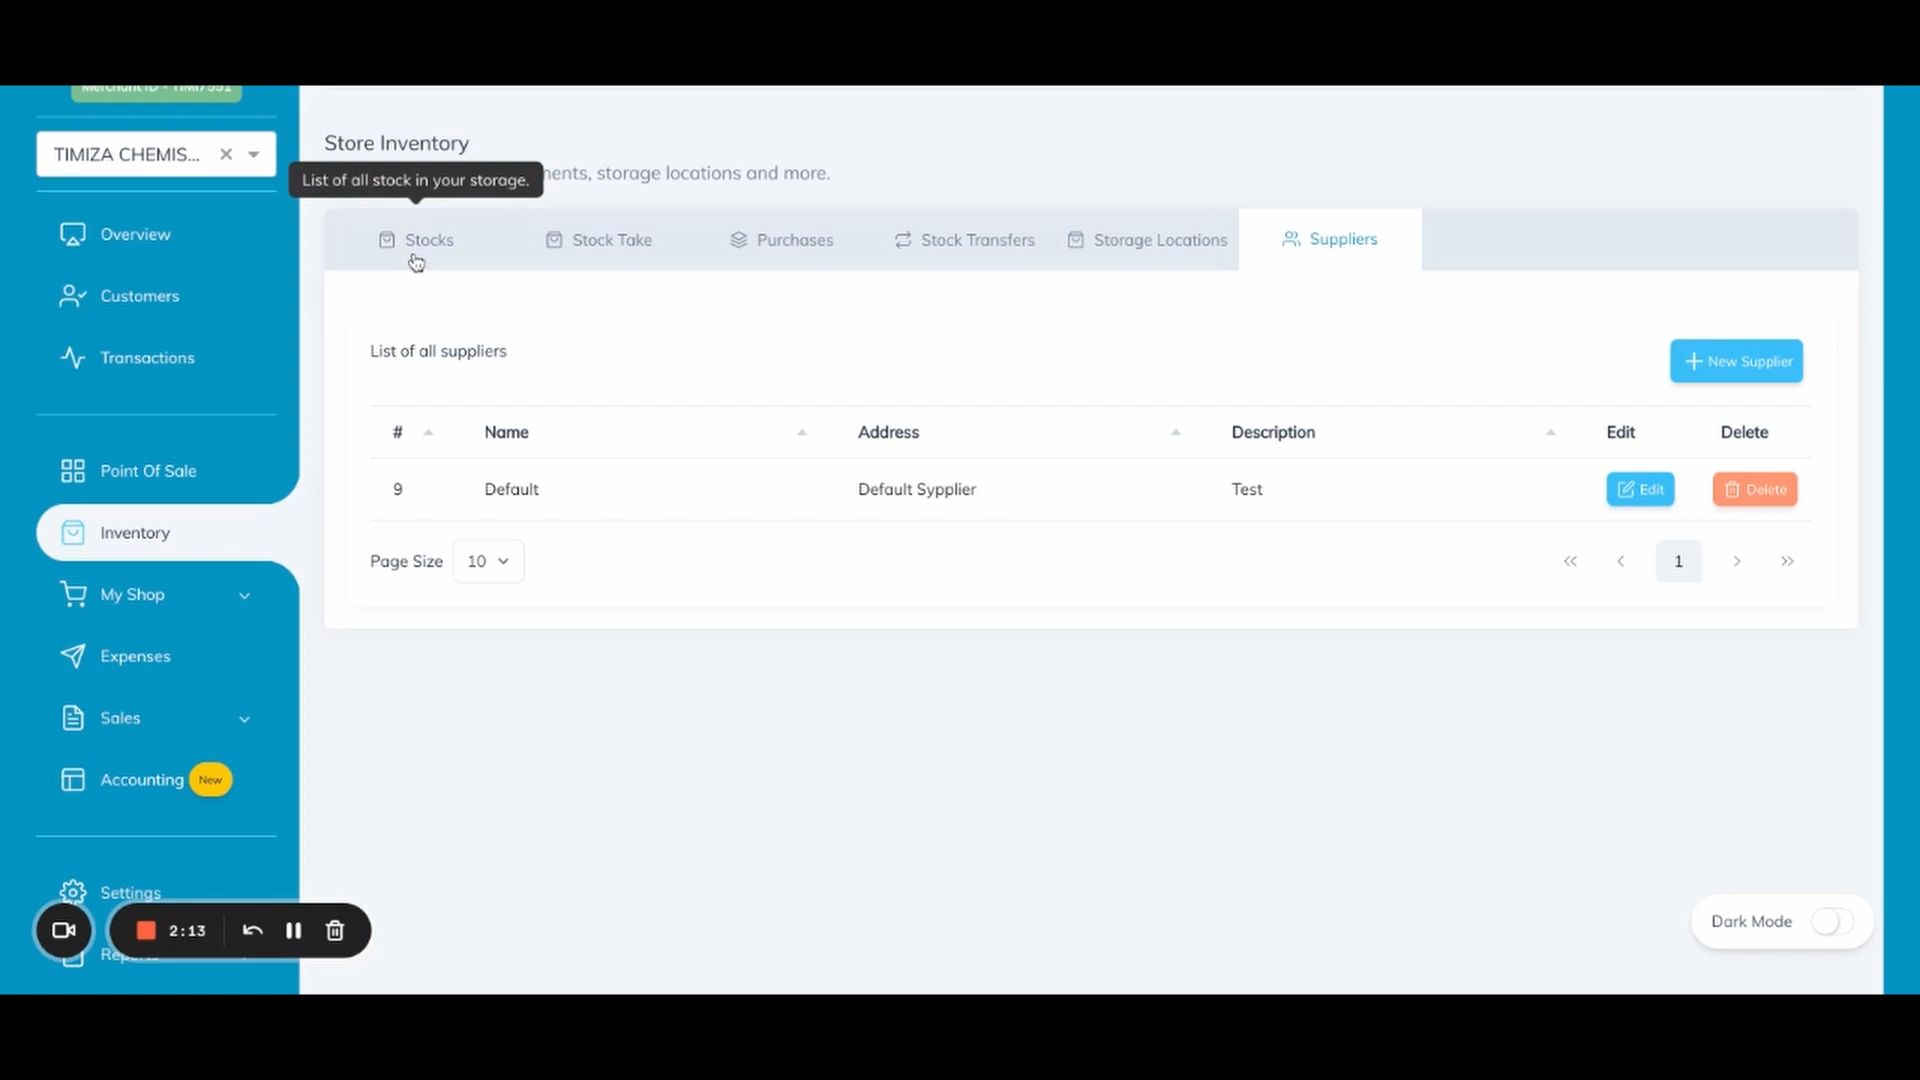 Merchant ID - TIMI7551
TIMIZA CHEMIS...
Overview
Customers
Transactions
Point Of Sale
Inventory
My Shop
Expenses
Sales
Accounting New
Settings
2:13
Store Inventory
List of all stock in your storage.
storage locations and more.
Stocks Stock Take Purchases Stock Transfers Storage Locations Suppliers
List of all suppliers
New Supplier
# Name Address Description Edit Delete
9 Default Default Sypplier Test Edit Delete
Page Size 10 1
Dark Mode